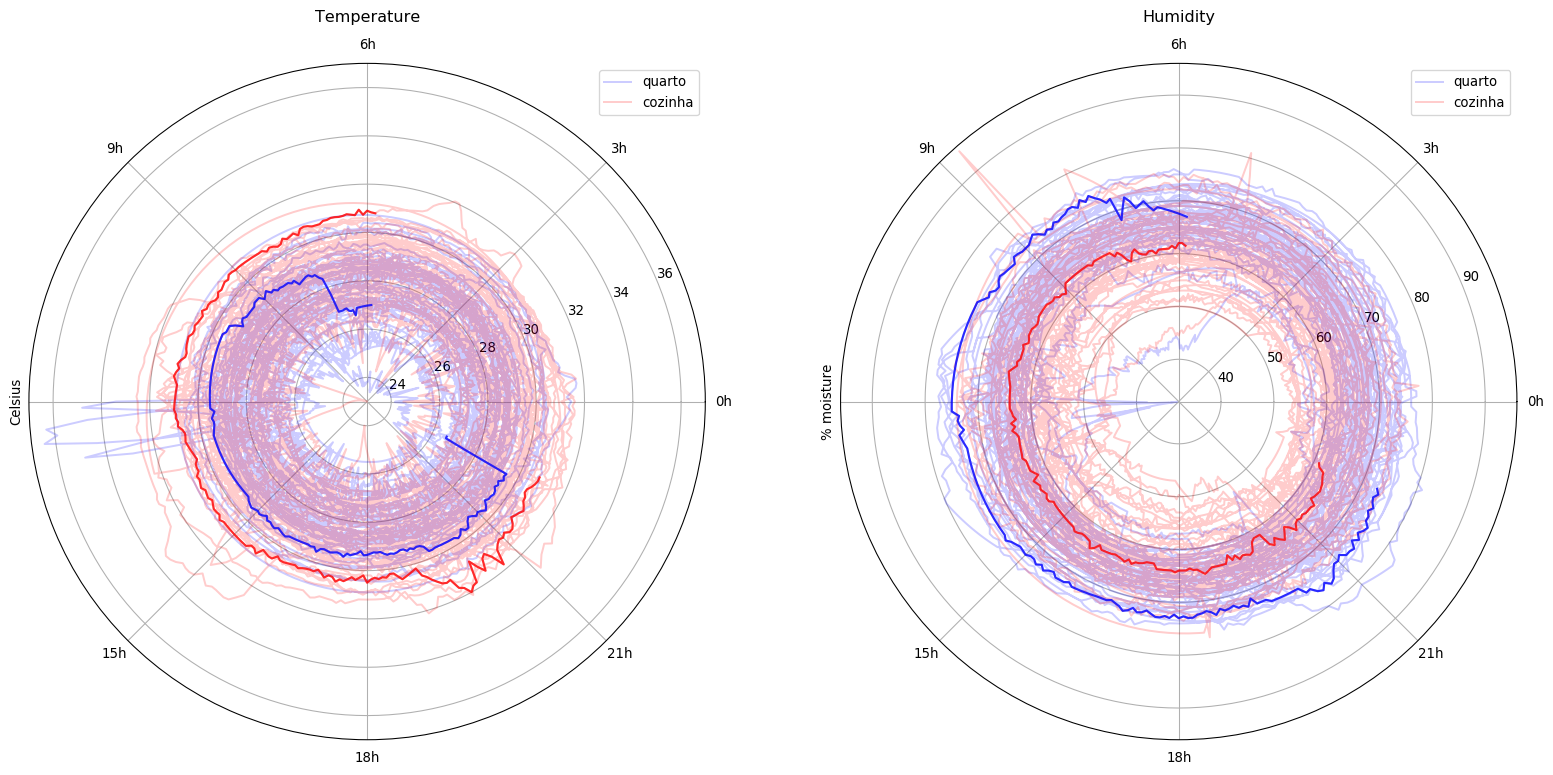 Temperature
6h
quarto
cozinha
9h
3h
36
34
32
30
28
26
24
Celsius
0h
15h
21h
18h
Humidity
6h
quarto
cozinha
9h
3h
90
80
70
60
50
40
% moisture
0h
15h
21h
18h